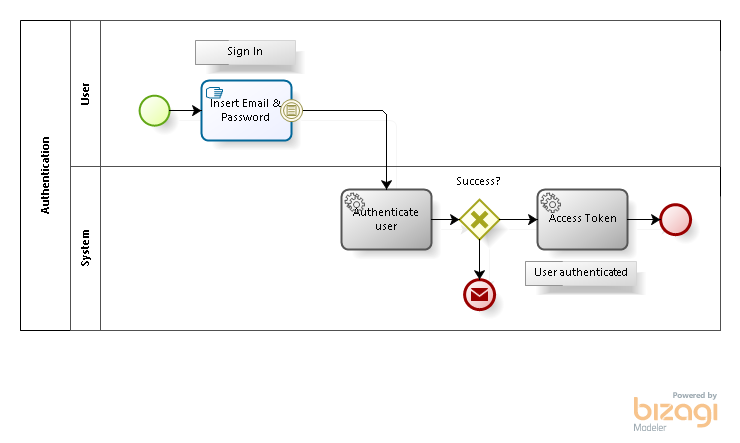 Authentication
User
Sign In
Insert Email &
Password
System
Authenticate
user
Success?
Access Token
User authenticated
Powered by
bizagi
Modeler